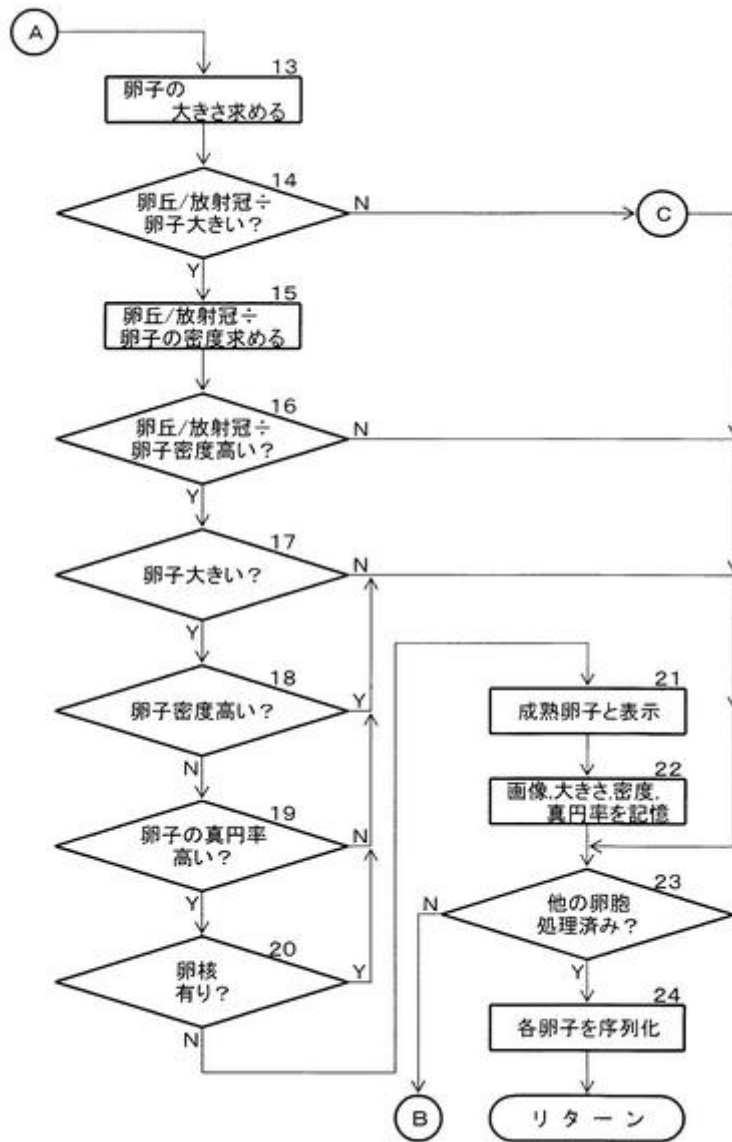 A
13
卵子の
大きさ求める
14
卵丘/放射冠÷
卵子大きい？
N
C
Y
15
卵丘/放射冠÷
卵子の密度求める
16
卵丘/放射冠÷
卵子密度高い？
N
Y
17
卵子大きい？
N
Y
18
卵子密度高い？
Y
N
19
卵子の真円率
高い？
N
Y
20
卵核
有り？
Y
N
21
成熟卵子と表示
22
画像,大きさ,密度,
真円率を記憶
23
他の卵胞
処理済み？
N
Y
24
各卵子を序列化
B
リターン